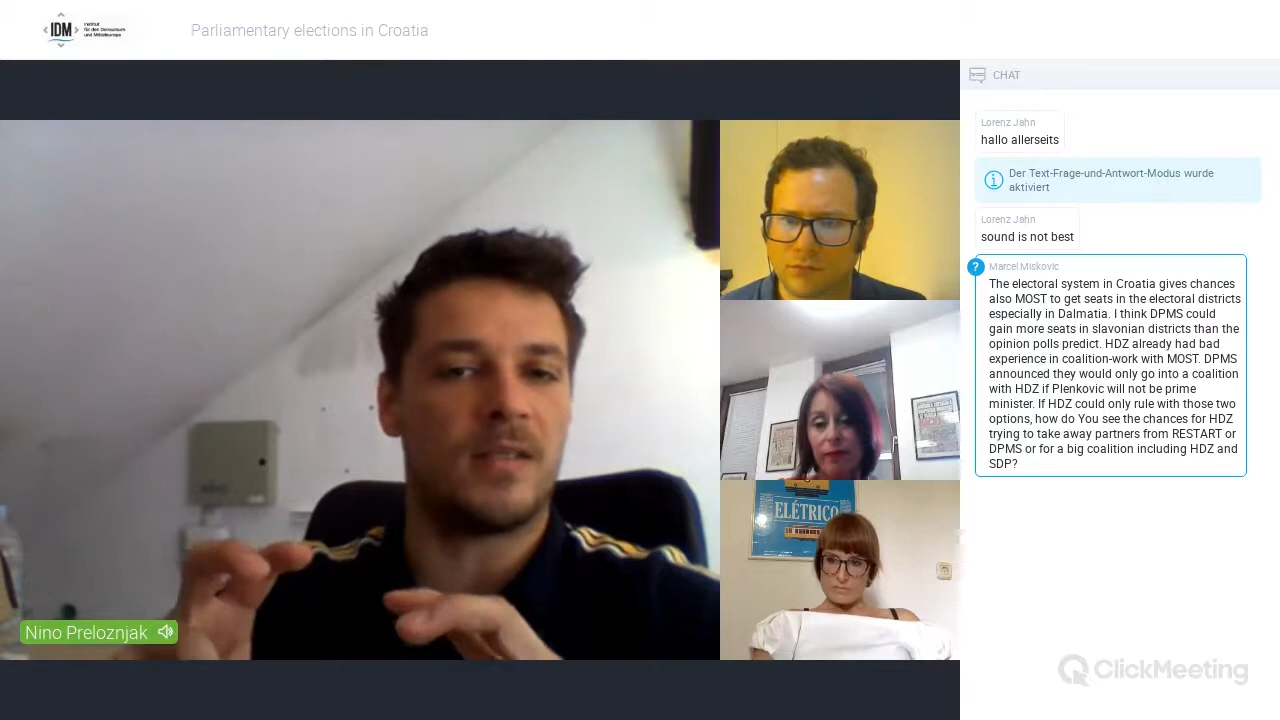 IDM
Institut
für den Donauraum
und Mitteleuropa
Parliamentary elections in Croatia
CHAT
Lorenz Jahn
hallo allerseits
Der Text-Frage-und-Antwort-Modus wurde
aktiviert
Lorenz Jahn
sound is not best
?
Marcel Miskovic
The electoral system in Croatia gives chances
also MOST to get seats in the electoral districts
especially in Dalmatia. I think DPMS could
gain more seats in slavonian districts than the
opinion polls predict. HDZ already had bad
experience in coalition-work with MOST. DPMS
announced they would only go into a coalition
with HDZ if Plenkovic will not be prime
minister. If HDZ could only rule with those two
options, how do You see the chances for HDZ
trying to take away partners from RESTART or
DPMS or for a big coalition including HDZ and
SDP?
ELÉTRICO
Nino Preloznjak
ClickMeeting